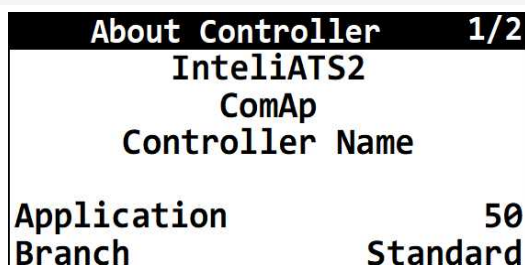 About Controller 1/2
InteliATS2
ComAp
Controller Name
Application 50
Branch Standard